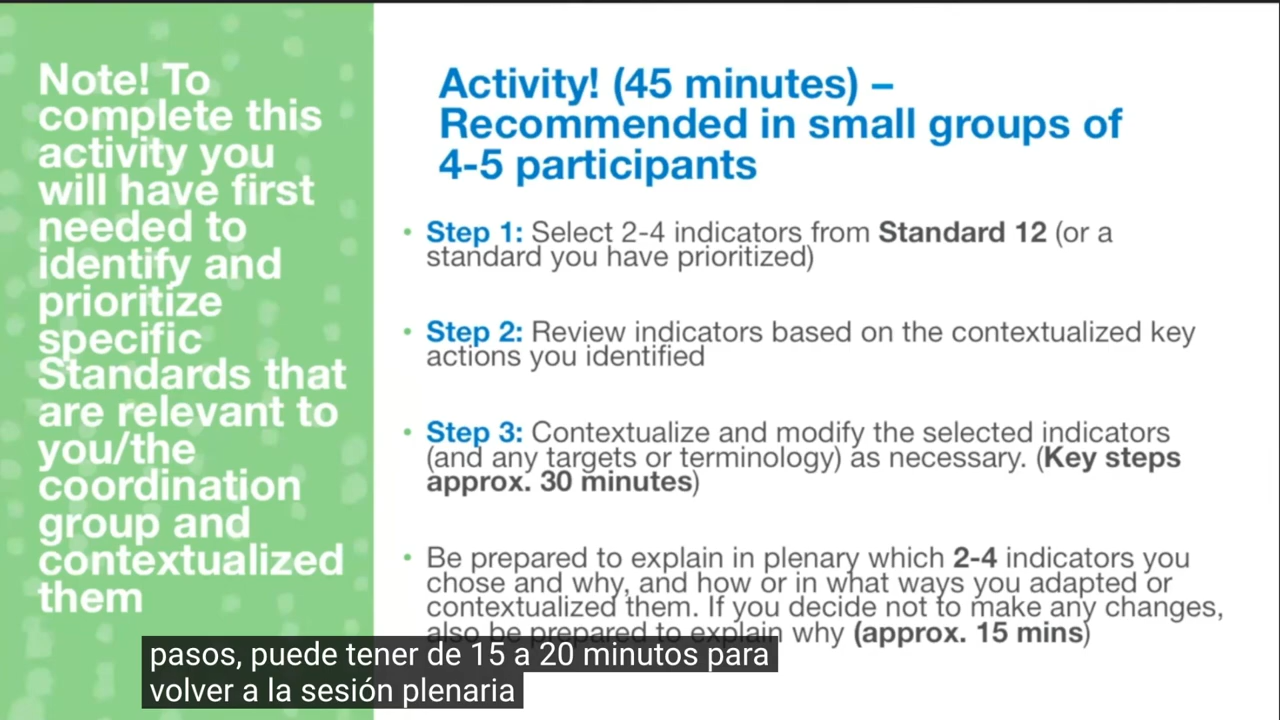 Note! To
complete this
activity you
will have first
needed to
identify and
prioritize
specific
Standards that
are relevant to
you/the
coordination
group and
contextualized
them
Activity! (45 minutes) –
Recommended in small groups of
4-5 participants
• Step 1: Select 2-4 indicators from Standard 12 (or a
standard you have prioritized)
• Step 2: Review indicators based on the contextualized key
actions you identified
• Step 3: Contextualize and modify the selected indicators
(and any targets or terminology) as necessary. (Key steps
approx. 30 minutes)
• Be prepared to explain in plenary which 2-4 indicators you
chose and why, and how or in what ways you adapted or
contextualized them. If you decide not to make any changes,
also be prepared to explain why (approx. 15 mins)
pasos, puede tener de 15 a 20 minutos para
volver a la sesión plenaria